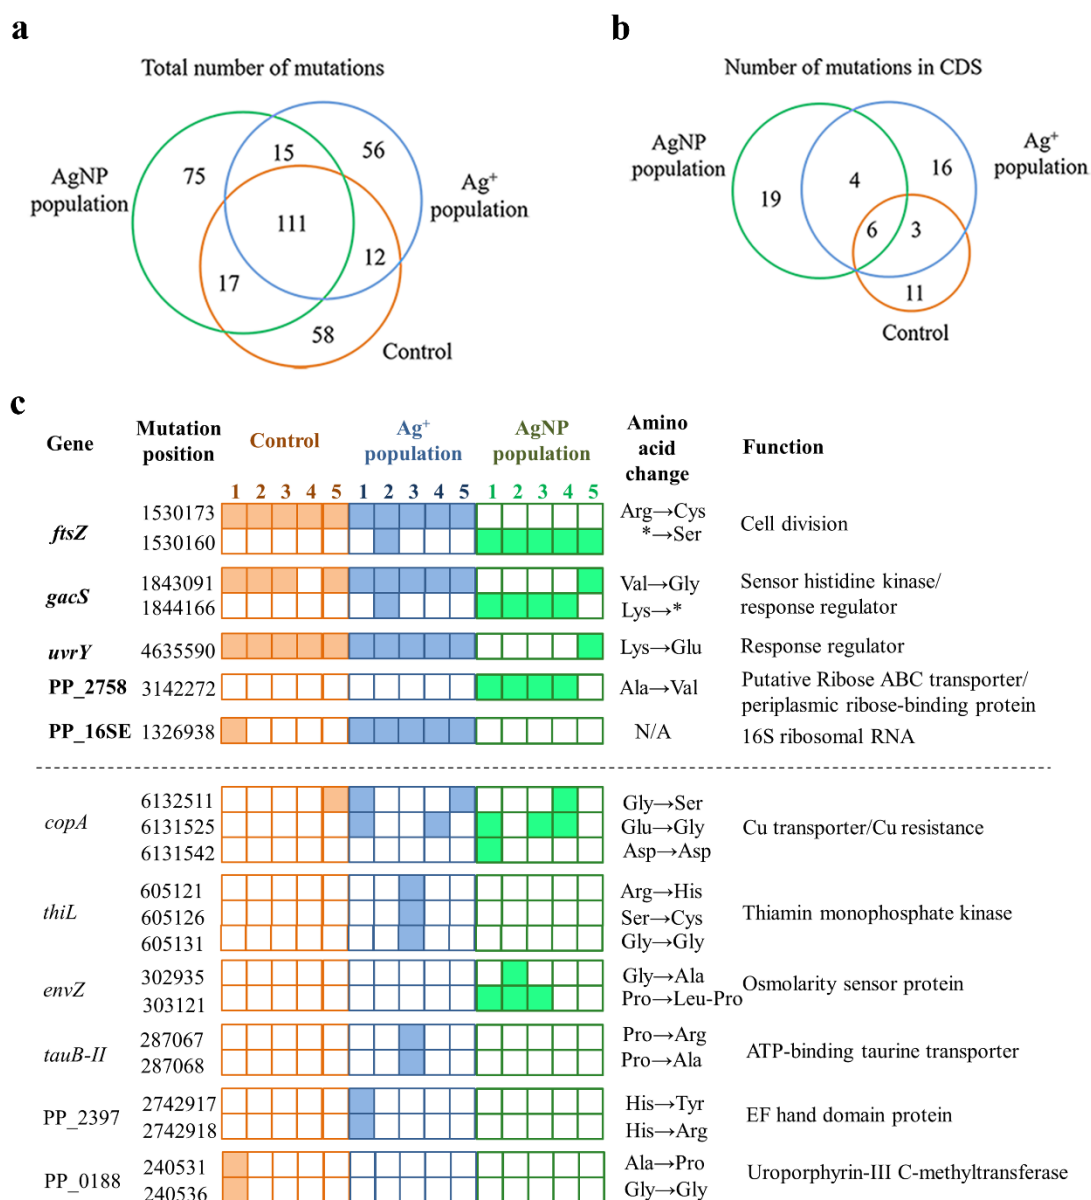 a
b
Total number of mutations
Number of mutations in CDS
AgNP
population
75
15
56
Ag⁺
population
111
17
12
58
Control
AgNP
population
19
4
16
Ag⁺
population
6
3
11
Control
c
Gene
Mutation
position
Control
Ag⁺
population
AgNP
population
Amino
acid
change
Function
1 2 3 4 5 1 2 3 4 5 1 2 3 4 5
ftsZ
1530173 Arg→Cys
1530160 *→Ser
Cell division
gacS
1843091 Val→Gly
1844166 Lys→*
Sensor histidine kinase/
response regulator
uvrY 4635590 Lys→Glu Response regulator
PP_2758 3142272 Ala→Val
Putative Ribose ABC transporter/
periplasmic ribose-binding protein
PP_16SE 1326938 N/A 16S ribosomal RNA
copA
6132511 Gly→Ser
6131525 Glu→Gly
6131542 Asp→Asp
Cu transporter/Cu resistance
thiL
605121 Arg→His
605126 Ser→Cys
605131 Gly→Gly
Thiamin monophosphate kinase
envZ
302935 Gly→Ala
303121 Pro→Leu-Pro
Osmolarity sensor protein
tauB-II
287067 Pro→Arg
287068 Pro→Ala
ATP-binding taurine transporter
PP_2397
2742917 His→Tyr
2742918 His→Arg
EF hand domain protein
PP_0188
240531 Ala→Pro
240536 Gly→Gly
Uroporphyrin-III C-methyltransferase